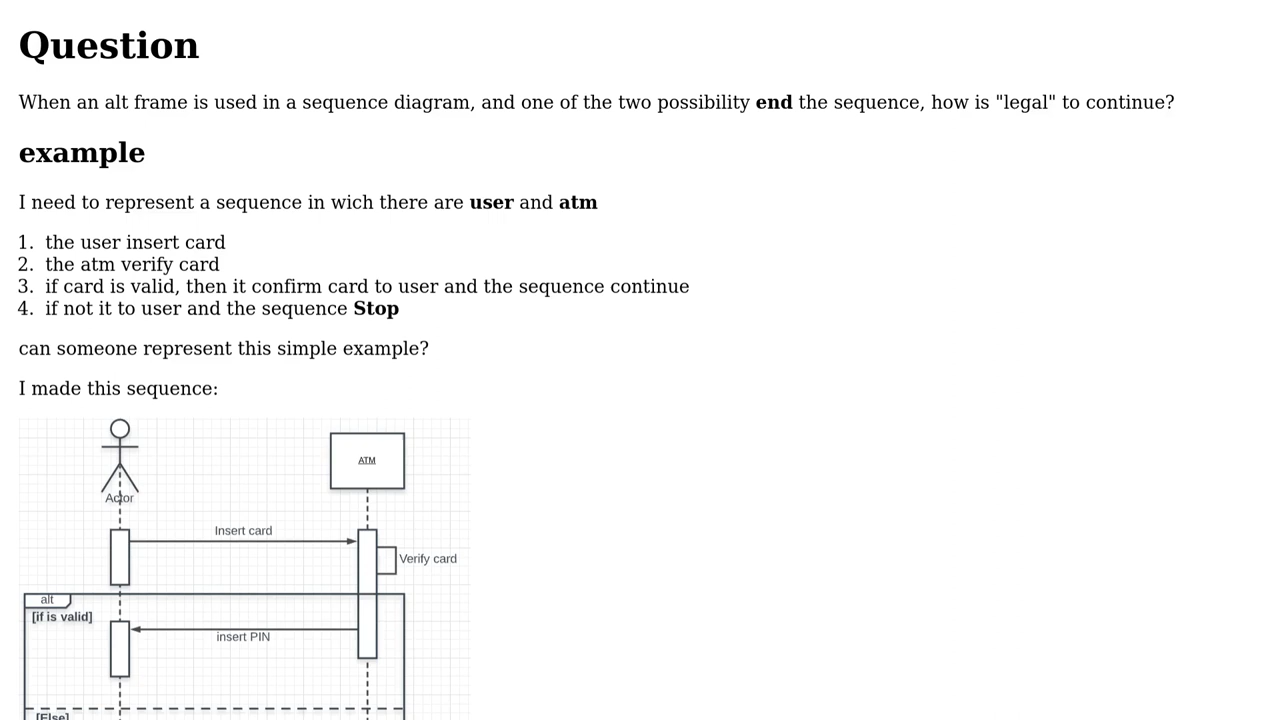 Question
When an alt frame is used in a sequence diagram, and one of the two possibility end the sequence, how is "legal" to continue?
example
I need to represent a sequence in wich there are user and atm
1. the user insert card
2. the atm verify card
3. if card is valid, then it confirm card to user and the sequence continue
4. if not it to user and the sequence Stop
can someone represent this simple example?
I made this sequence:
ATM
Actor
Insert card
Verify card
alt
[if is valid]
insert PIN
[Else]